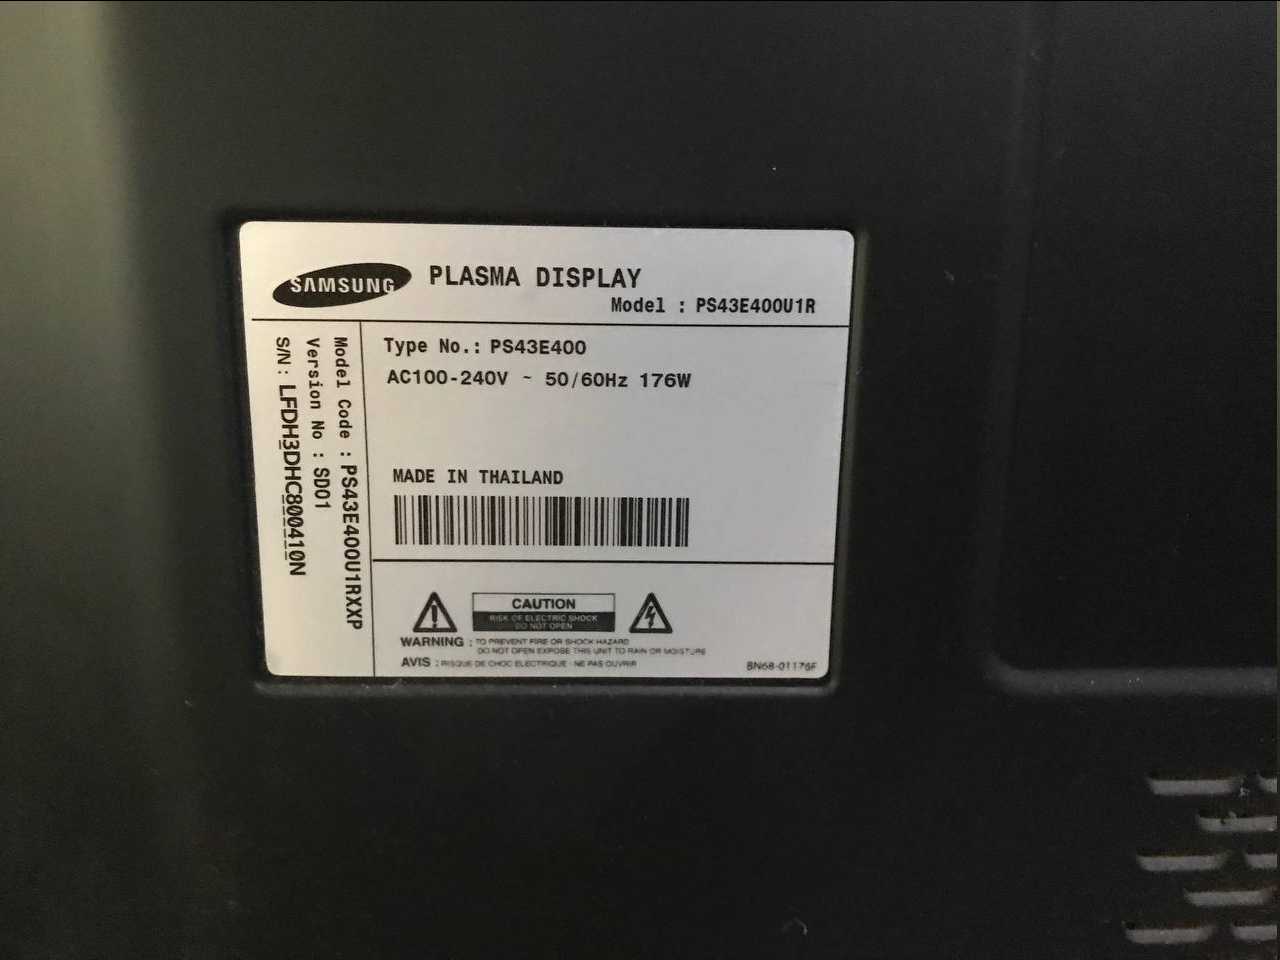 SAMSUNG
PLASMA DISPLAY
Model : PS43E400U1R
Model Code : PS43E400U1RXXP
Version No : SD01
S/N : LFDH3DHC800410N
Type No.: PS43E400
AC100-240V ~ 50/60Hz 176W
MADE IN THAILAND
CAUTION
RISK OF ELECTRIC SHOCK
DO NOT OPEN
WARNING : TO PREVENT FIRE OR SHOCK HAZARD
DO NOT OPEN EXPOSE THIS UNIT TO RAIN OR MOISTURE
AVIS : RISQUE DE CHOC ELECTRIQUE - NE PAS OUVRIR
BN68-01176F